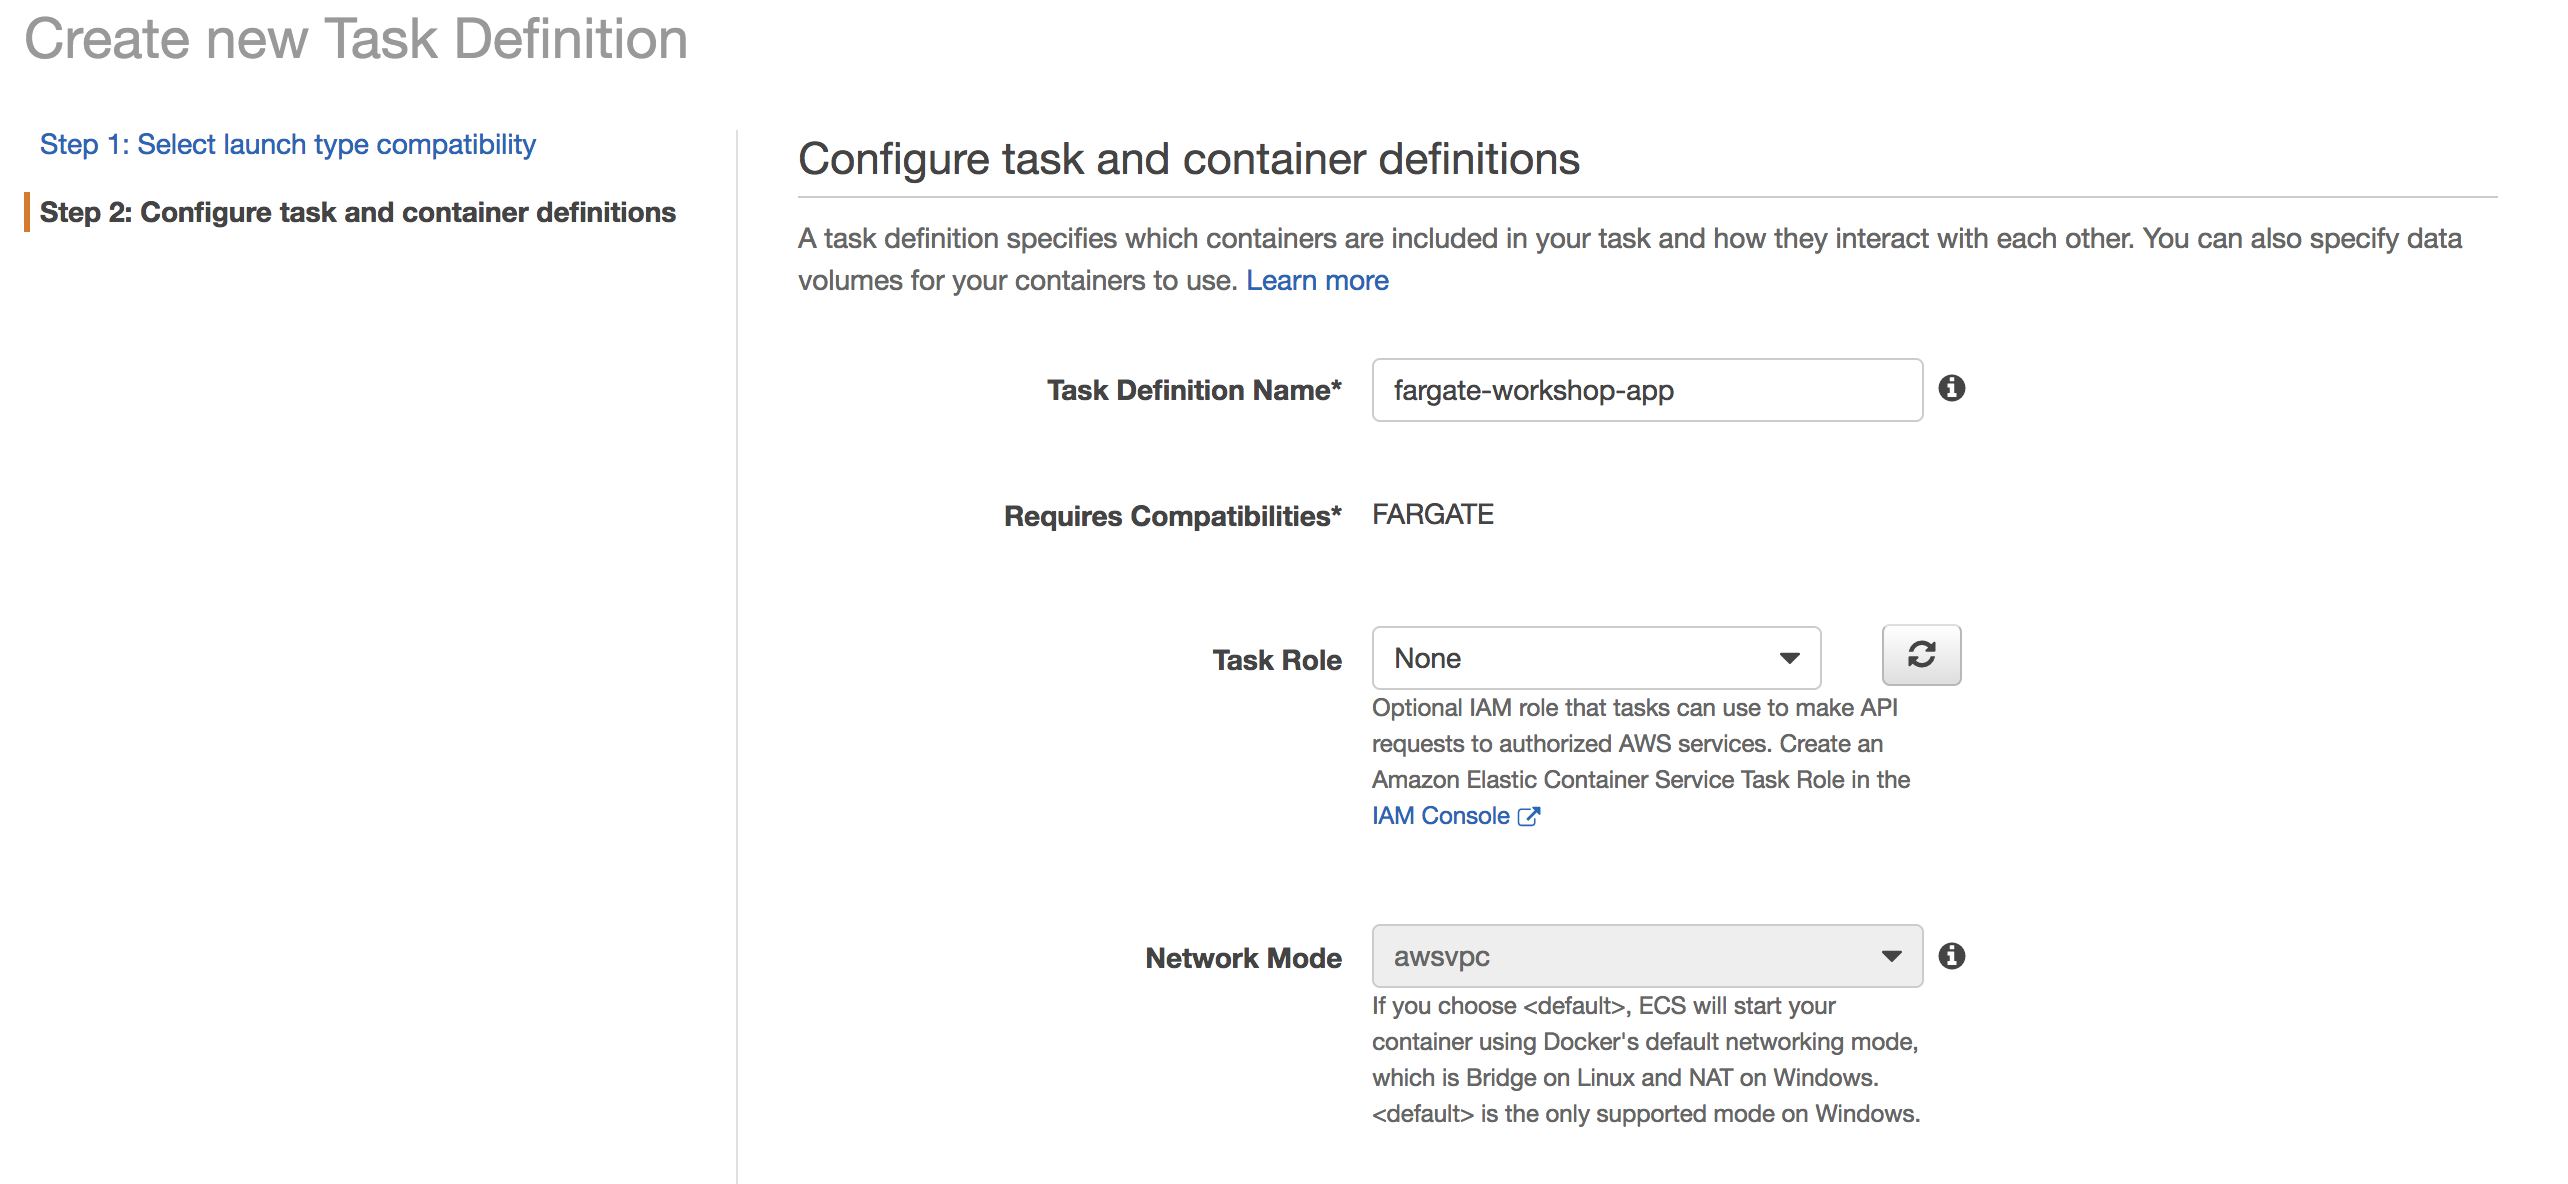 Create new Task Definition
Step 1: Select launch type compatibility
Step 2: Configure task and container definitions
Configure task and container definitions
A task definition specifies which containers are included in your task and how they interact with each other. You can also specify data
volumes for your containers to use. Learn more
Task Definition Name* fargate-workshop-app
Requires Compatibilities* FARGATE
Task Role None
Optional IAM role that tasks can use to make API
requests to authorized AWS services. Create an
Amazon Elastic Container Service Task Role in the
IAM Console
Network Mode awsvpc
If you choose <default>, ECS will start your
container using Docker's default networking mode,
which is Bridge on Linux and NAT on Windows.
<default> is the only supported mode on Windows.